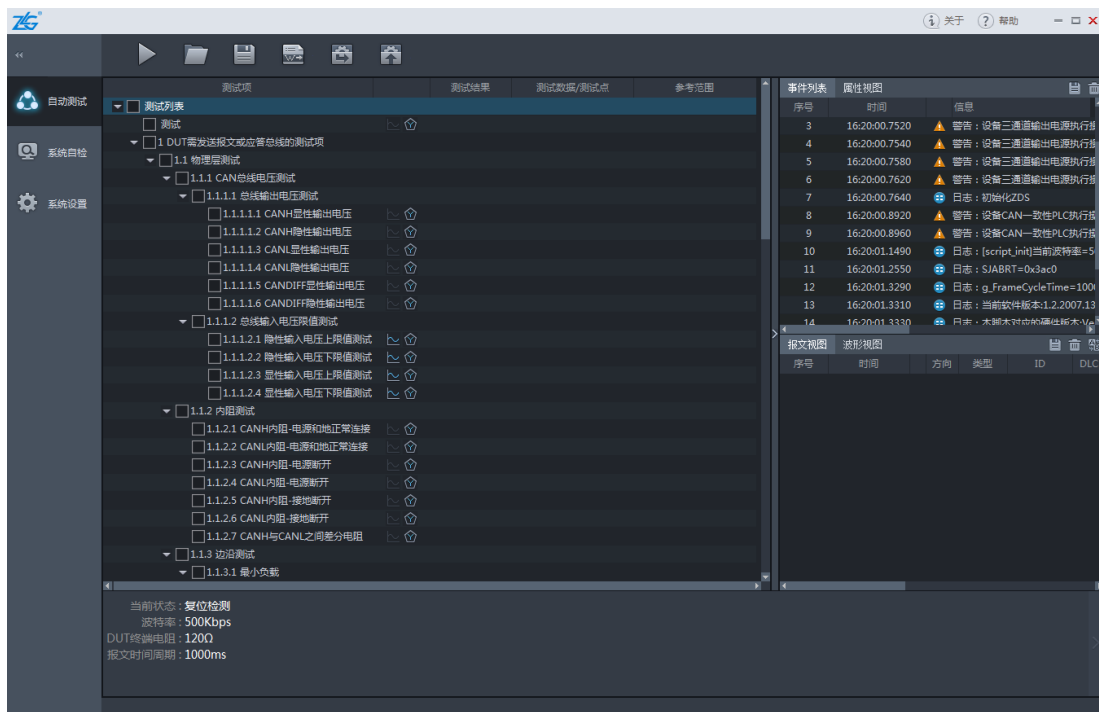 ZLG®
关于 帮助
自动测试
系统自检
系统设置
测试项 测试结果 测试数据/测试点 参考范围
测试列表
测试
1 DUT需发送报文或应答总线的测试项
1.1 物理层测试
1.1.1 CAN总线电压测试
1.1.1.1 总线输出电压测试
1.1.1.1.1 CANH显性输出电压
1.1.1.1.2 CANH隐性输出电压
1.1.1.1.3 CANL显性输出电压
1.1.1.1.4 CANL隐性输出电压
1.1.1.1.5 CANDIFF显性输出电压
1.1.1.1.6 CANDIFF隐性输出电压
1.1.1.2 总线输入电压限值测试
1.1.1.2.1 隐性输入电压上限值测试
1.1.1.2.2 隐性输入电压下限值测试
1.1.1.2.3 显性输入电压上限值测试
1.1.1.2.4 显性输入电压下限值测试
1.1.2 内阻测试
1.1.2.1 CANH内阻-电源和地正常连接
1.1.2.2 CANL内阻-电源和地正常连接
1.1.2.3 CANH内阻-电源断开
1.1.2.4 CANL内阻-电源断开
1.1.2.5 CANH内阻-接地断开
1.1.2.6 CANL内阻-接地断开
1.1.2.7 CANH与CANL之间差分电阻
1.1.3 边沿测试
1.1.3.1 最小负载
事件列表 属性视图
序号 时间 信息
3 16:20:00.7520 警告：设备三通道输出电源执行
4 16:20:00.7540 警告：设备三通道输出电源执行
5 16:20:00.7580 警告：设备三通道输出电源执行
6 16:20:00.7620 警告：设备三通道输出电源执行
7 16:20:00.7640 日志：初始化ZDS
8 16:20:00.8920 警告：设备CAN一致性PLC执行
9 16:20:00.8960 警告：设备CAN一致性PLC执行
10 16:20:01.1490 日志：[script_init]当前波特率=5
11 16:20:01.2550 日志：SJABRT=0x3ac0
12 16:20:01.3290 日志：g_FrameCycleTime=100
13 16:20:01.3310 日志：当前软件版本:1.2.2007.13
14 16:20:01.3330 日志：本脚本对应的硬件版本:Ve
报文视图 波形视图
序号 时间 方向 类型 ID DLC
当前状态：复位检测
波特率：500Kbps
DUT终端电阻：120Ω
报文时间周期：1000ms